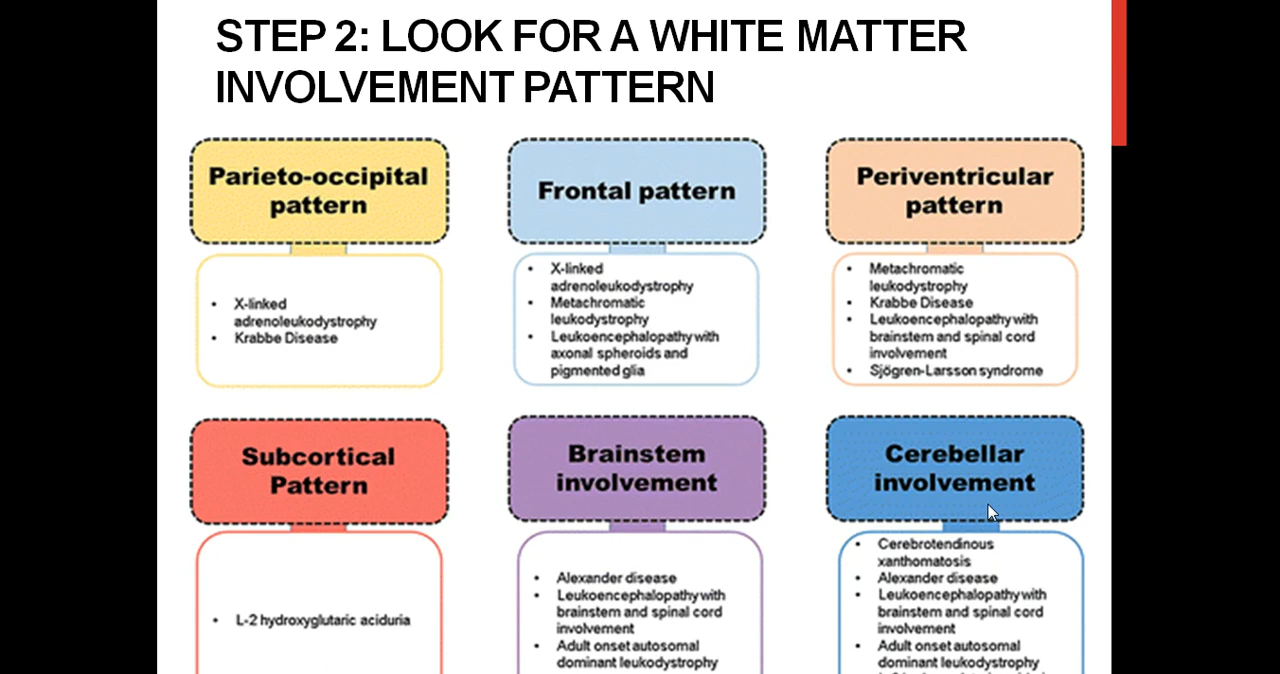 STEP 2: LOOK FOR A WHITE MATTER
INVOLVEMENT PATTERN
Parieto-occipital
pattern
• X-linked
adrenoleukodystrophy
• Krabbe Disease
Frontal pattern
• X-linked
adrenoleukodystrophy
• Metachromatic
leukodystrophy
• Leukoencephalopathy with
axonal spheroids and
pigmented glia
Periventricular
pattern
• Metachromatic
leukodystrophy
• Krabbe Disease
• Leukoencephalopathy with
brainstem and spinal cord
involvement
• Sjögren-Larsson syndrome
Subcortical
Pattern
• L-2 hydroxyglutaric aciduria
Brainstem
involvement
• Alexander disease
• Leukoencephalopathy with
brainstem and spinal cord
involvement
• Adult onset autosomal
dominant leukodystrophy
Cerebellar
involvement
• Cerebrotendinous
xanthomatosis
• Alexander disease
• Leukoencephalopathy with
brainstem and spinal cord
involvement
• Adult onset autosomal
dominant leukodystrophy